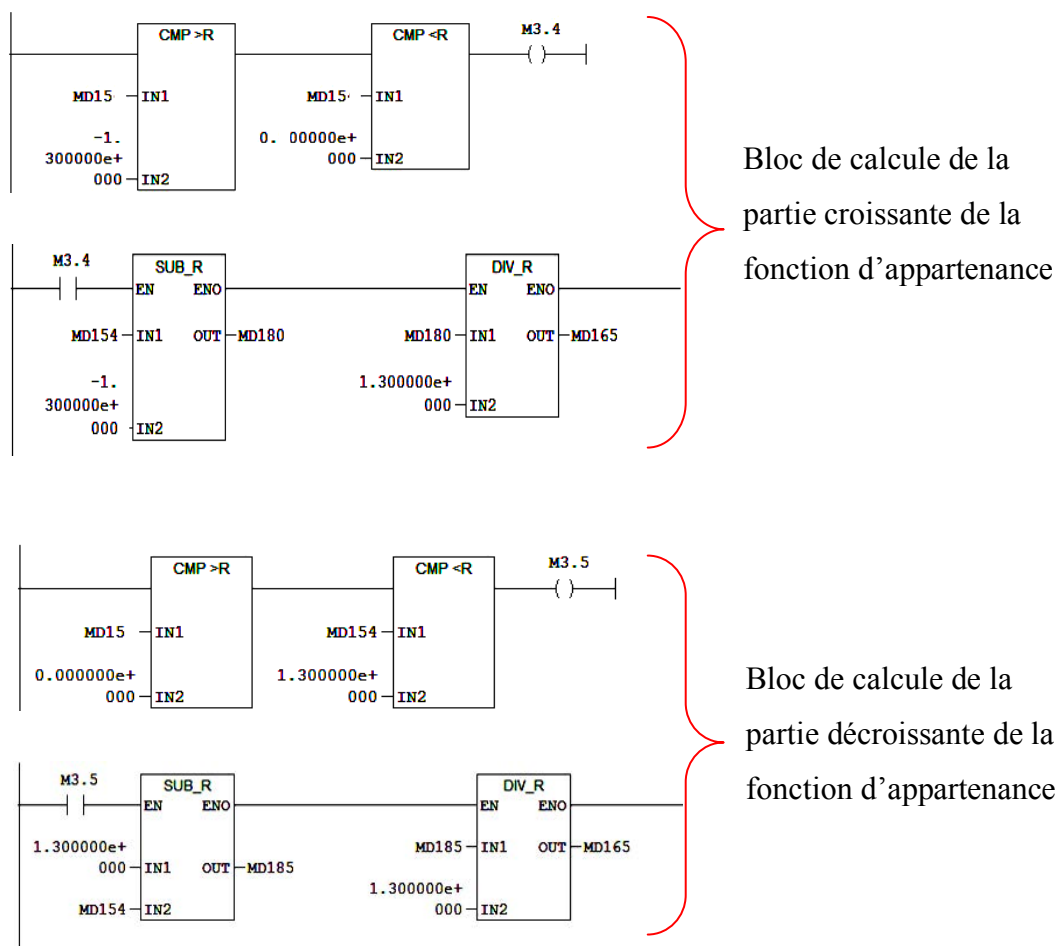 CMP >R
CMP <R
M3.4
MD15
IN1
MD15
IN1
-1.
300000e+
000
IN2
0. 00000e+
000
IN2
Bloc de calcule de la
partie croissante de la
fonction d’appartenance
M3.4
SUB_R
EN ENO
DIV_R
EN ENO
MD154
IN1 OUT
MD180
MD180
IN1 OUT
MD165
-1.
300000e+
000
IN2
1.300000e+
000
IN2
CMP >R
CMP <R
M3.5
MD15
IN1
MD154
IN1
0.000000e+
000
IN2
1.300000e+
000
IN2
Bloc de calcule de la
partie décroissante de la
fonction d’appartenance
M3.5
SUB_R
EN ENO
DIV_R
EN ENO
1.300000e+
000
IN1 OUT
MD185
MD185
IN1 OUT
MD165
MD154
IN2
1.300000e+
000
IN2